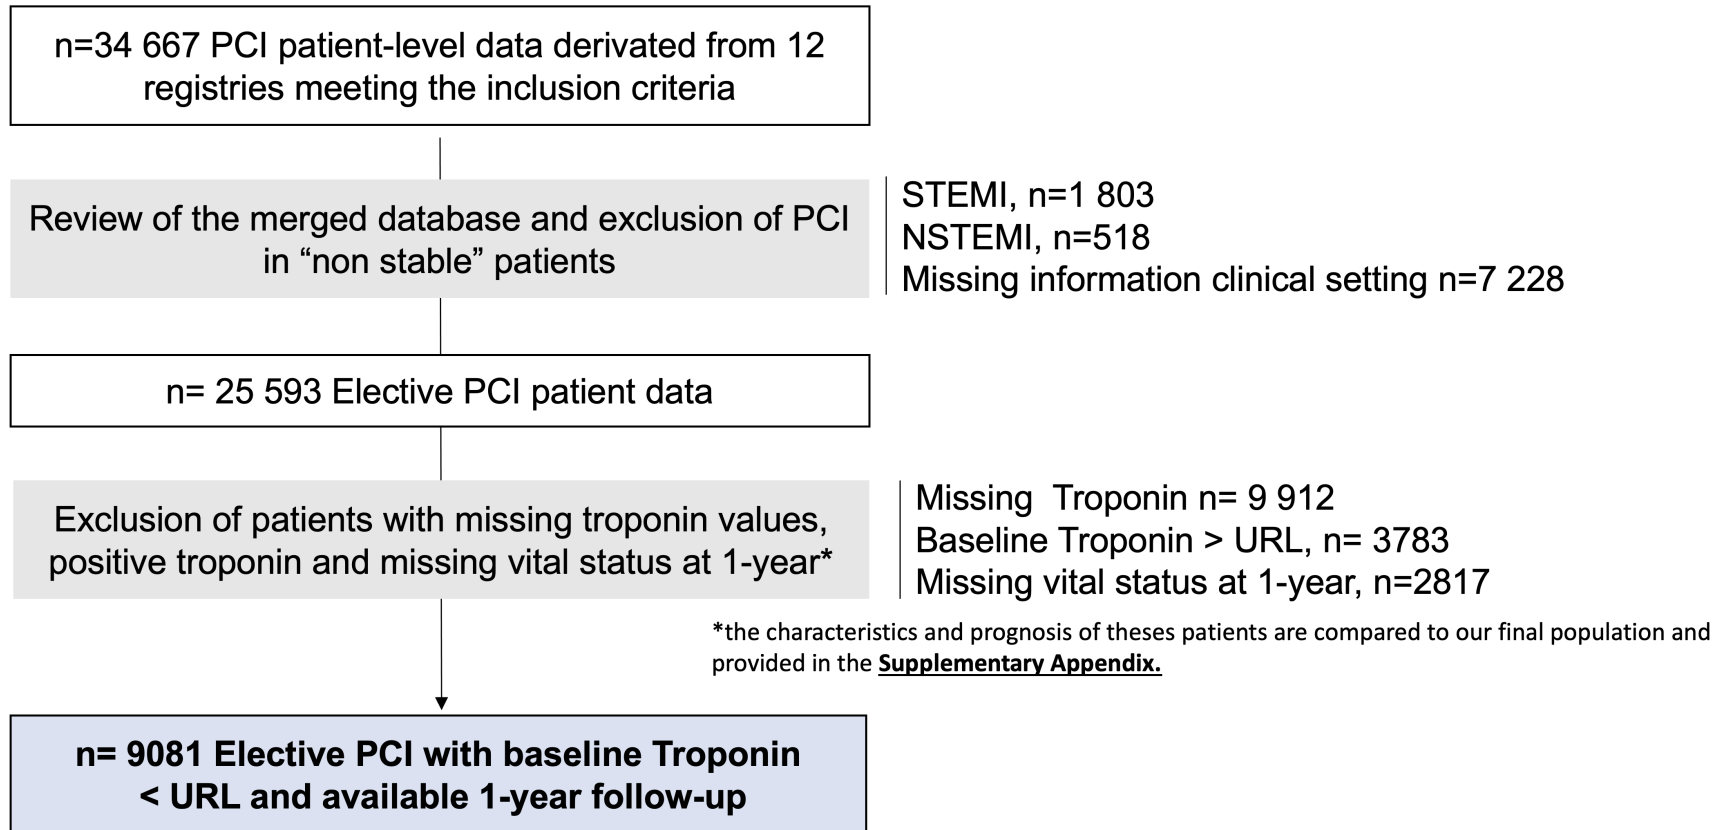 n=34 667 PCI patient-level data derivated from 12
registries meeting the inclusion criteria
Review of the merged database and exclusion of PCI
in “non stable” patients
STEMI, n=1 803
NSTEMI, n=518
Missing information clinical setting n=7 228
n= 25 593 Elective PCI patient data
Exclusion of patients with missing troponin values,
positive troponin and missing vital status at 1-year*
Missing  Troponin n= 9 912
Baseline Troponin > URL, n= 3783
Missing vital status at 1-year, n=2817
*the characteristics and prognosis of theses patients are compared to our final population and
provided in the Supplementary Appendix.
n= 9081 Elective PCI with baseline Troponin
< URL and available 1-year follow-up